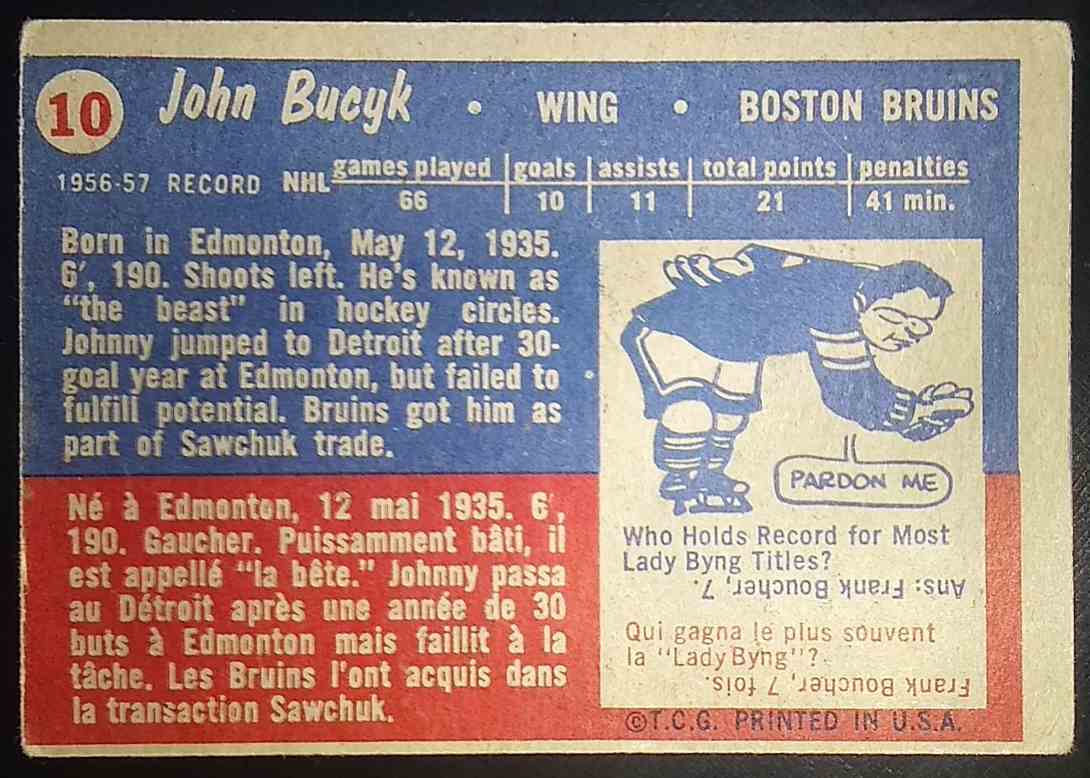 10 John Bucyk • WING • BOSTON BRUINS
games played goals assists total points penalties
1956-57 RECORD NHL
66 10 11 21 41 min.
Born in Edmonton, May 12, 1935.
6', 190. Shoots left. He's known as
"the beast" in hockey circles.
Johnny jumped to Detroit after 30-
goal year at Edmonton, but failed to
fulfill potential. Bruins got him as
part of Sawchuk trade.
Né à Edmonton, 12 mai 1935. 6',
190. Gaucher. Puissamment bâti, il
est appellé "la bête." Johnny passa
au Détroit après une année de 30
buts à Edmonton mais faillit à la
tâche. Les Bruins l'ont acquis dans
la transaction Sawchuk.
PARDON ME
Who Holds Record for Most
Lady Byng Titles?
Ans: Frank Boucher, 7.
Qui gagna le plus souvent
la "Lady Byng"?
Frank Boucher, 7 fois.
©T.C.G. PRINTED IN U.S.A.